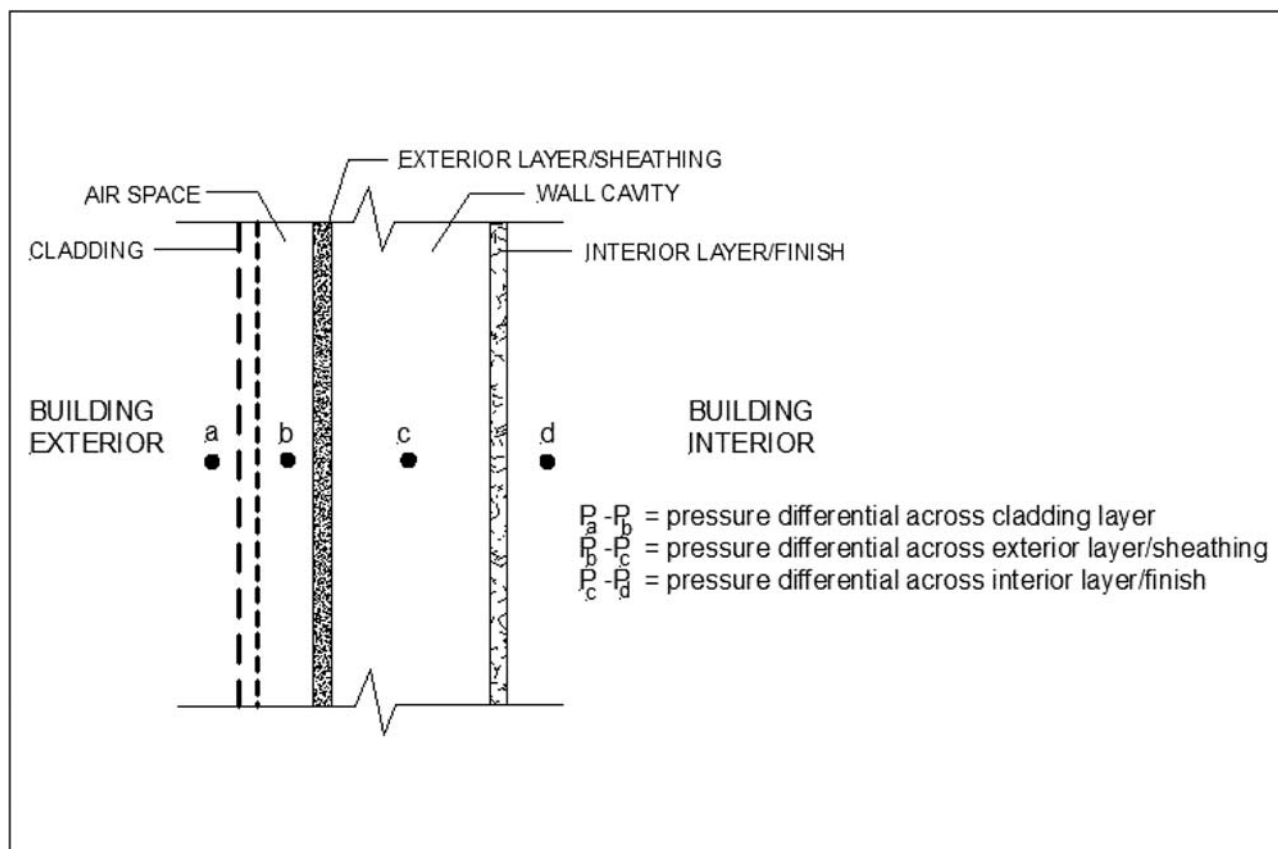 EXTERIOR LAYER/SHEATHING
AIR SPACE
WALL CAVITY
CLADDING
INTERIOR LAYER/FINISH
BUILDING
EXTERIOR
BUILDING
INTERIOR
a
b
c
d
Pa -Pb = pressure differential across cladding layer
Pb -Pc = pressure differential across exterior layer/sheathing
Pc -Pd = pressure differential across interior layer/finish